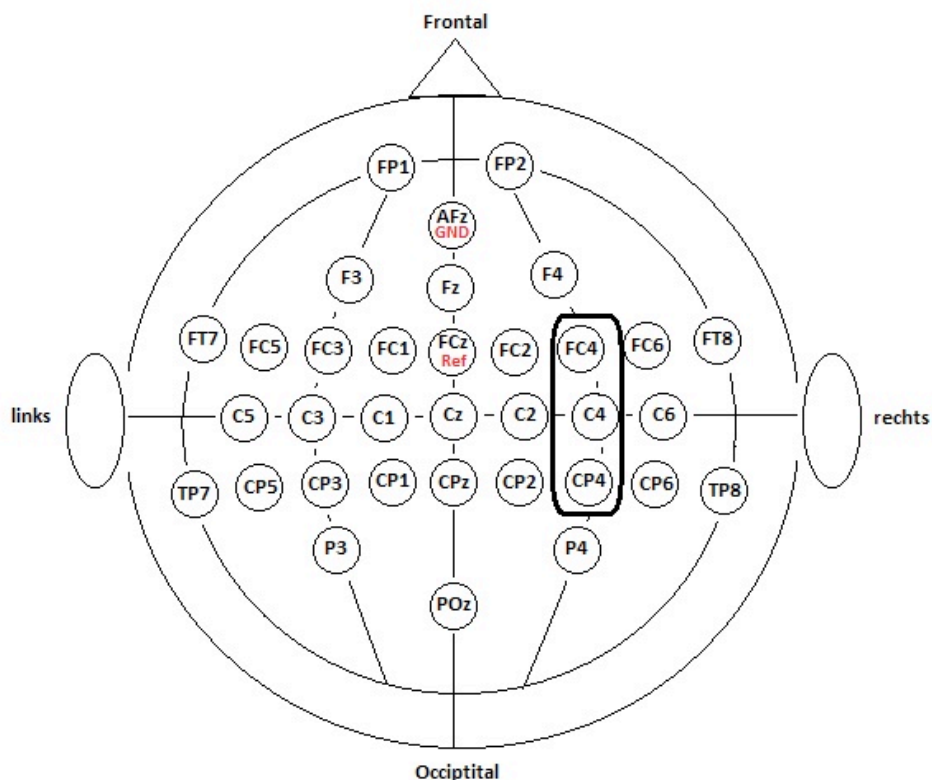 Frontal
FP1 FP2
AFz
GND
F3 Fz F4
FT7 FC5 FC3 FC1 FCz FC2 FC4 FC6 FT8
Ref
links C5 C3 C1 Cz C2 C4 C6 rechts
TP7 CP5 CP3 CP1 CPz CP2 CP4 CP6 TP8
P3 P4
POz
Occiptital